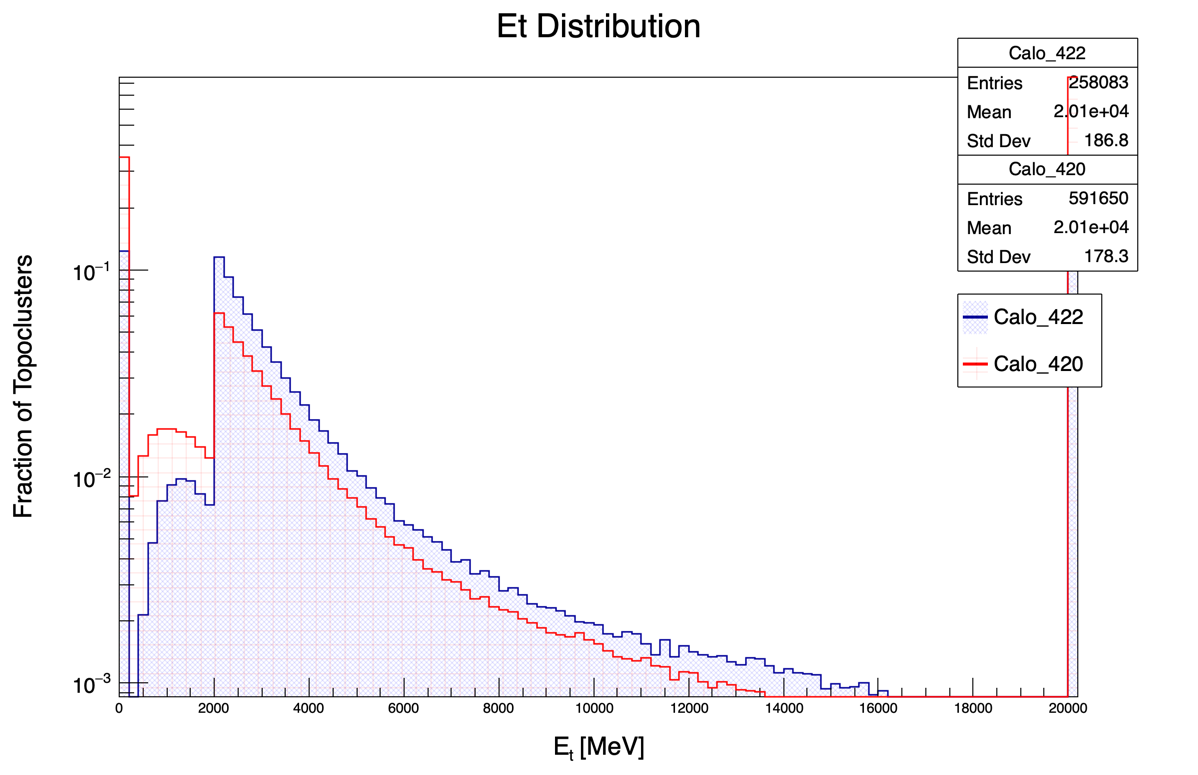 Et Distribution
Calo_422
Entries 258083
Mean 2.01e+04
Std Dev 186.8
Calo_420
Entries 591650
Mean 2.01e+04
Std Dev 178.3
Calo_422
Calo_420
Fraction of Topoclusters
10⁻¹
10⁻²
10⁻³
0 2000 4000 6000 8000 10000 12000 14000 16000 18000 20000
Eₜ [MeV]